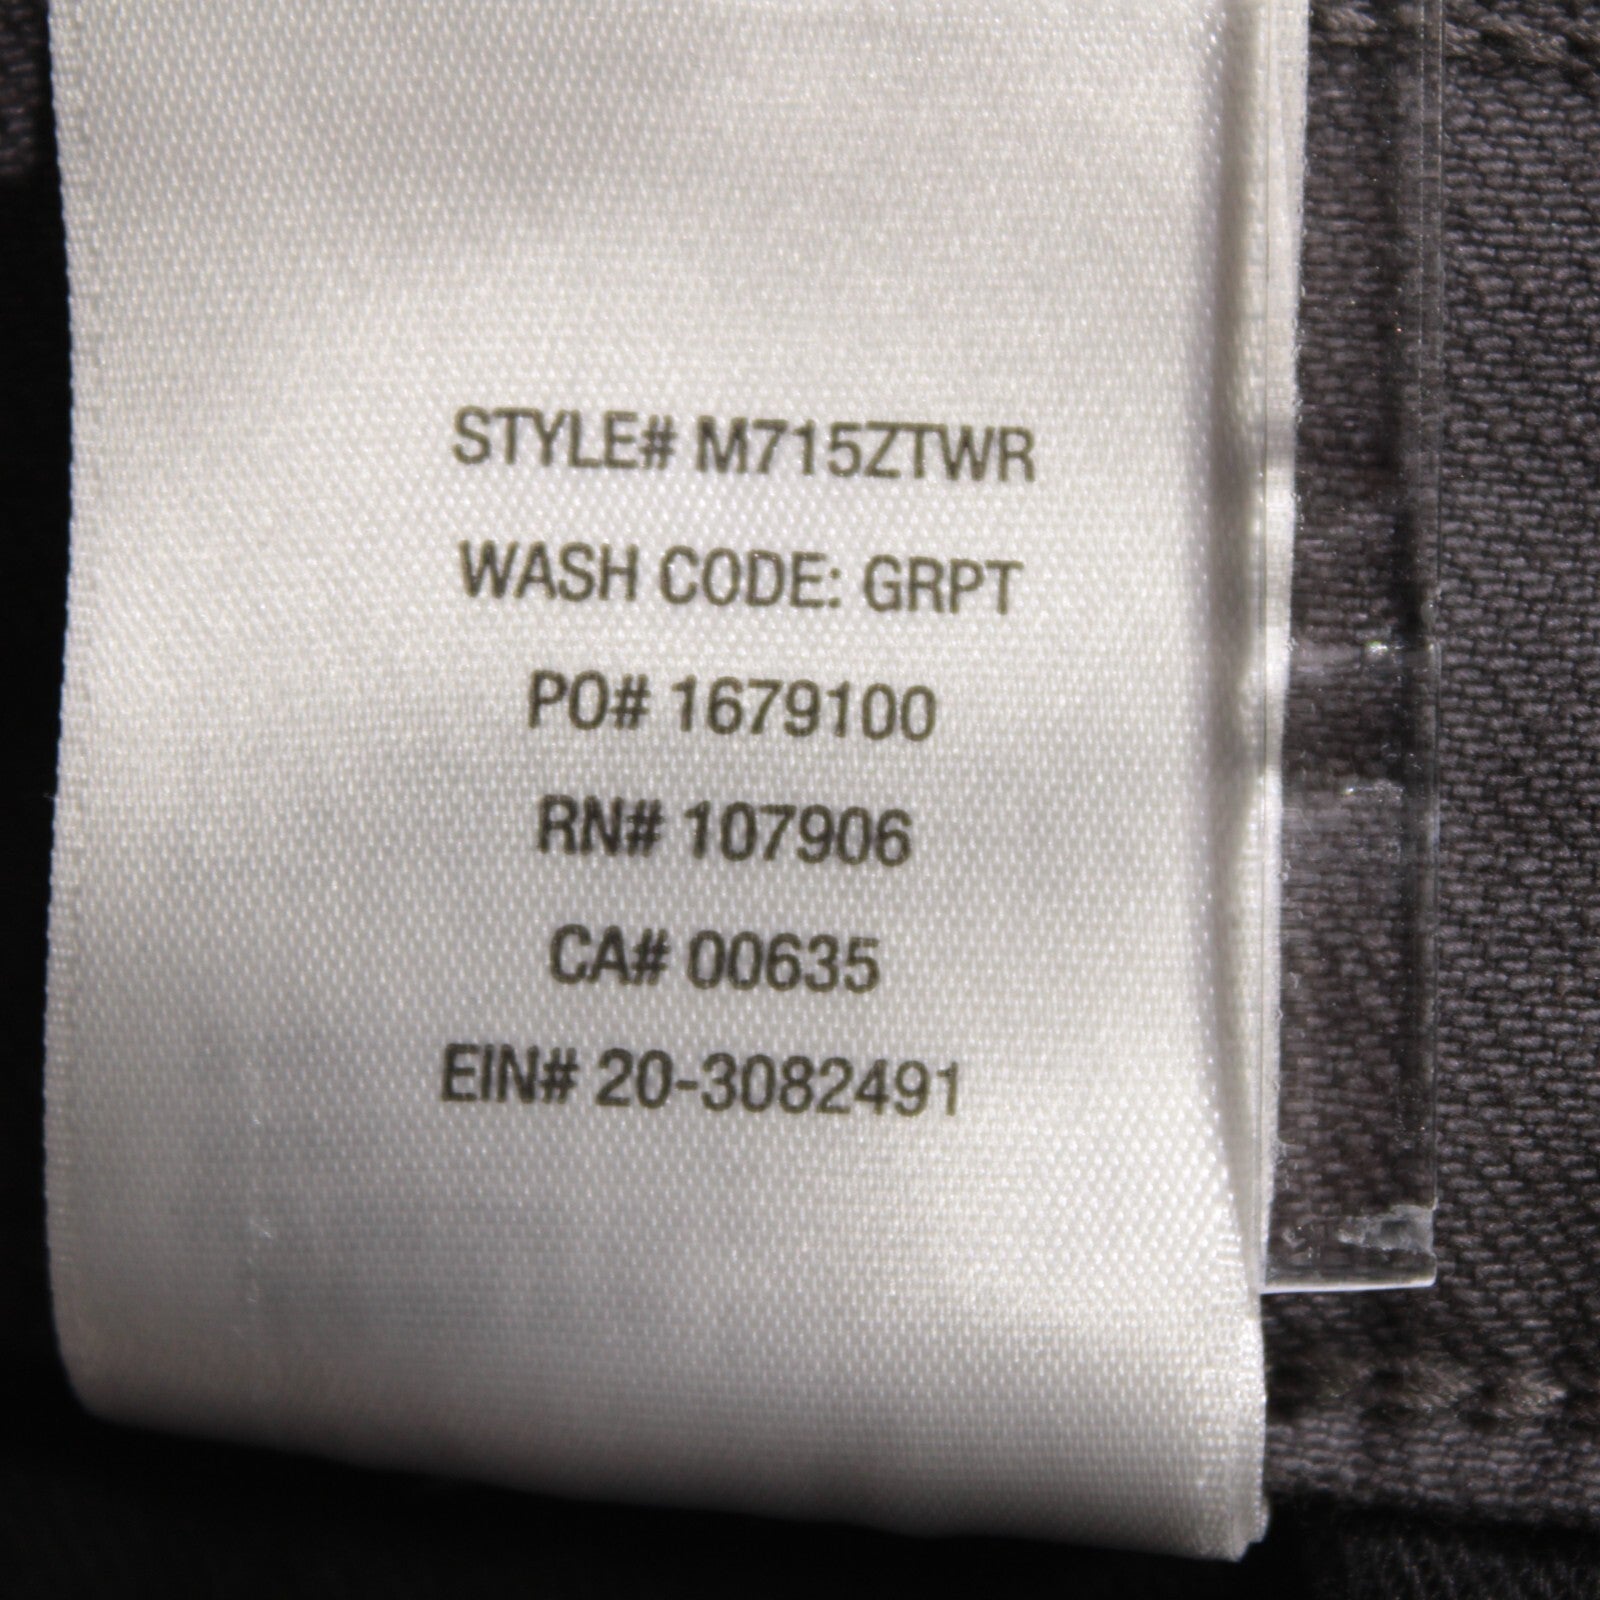 STYLE# M715ZTWR
WASH CODE: GRPT
PO# 1679100
RN# 107906
CA# 00635
EIN# 20-3082491